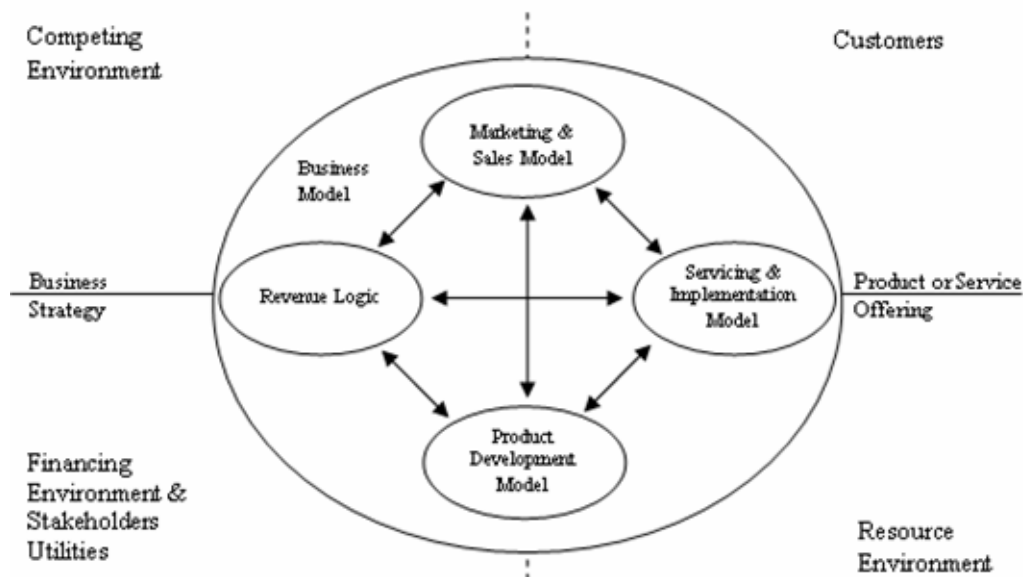 Competing
Environment
Customers
Marketing &
Sales Model
Business
Model
Business
Strategy
Revenue Logic
Servicing &
Implementation
Model
Product or Service
Offering
Product
Development
Model
Financing
Environment &
Stakeholders
Utilities
Resource
Environment